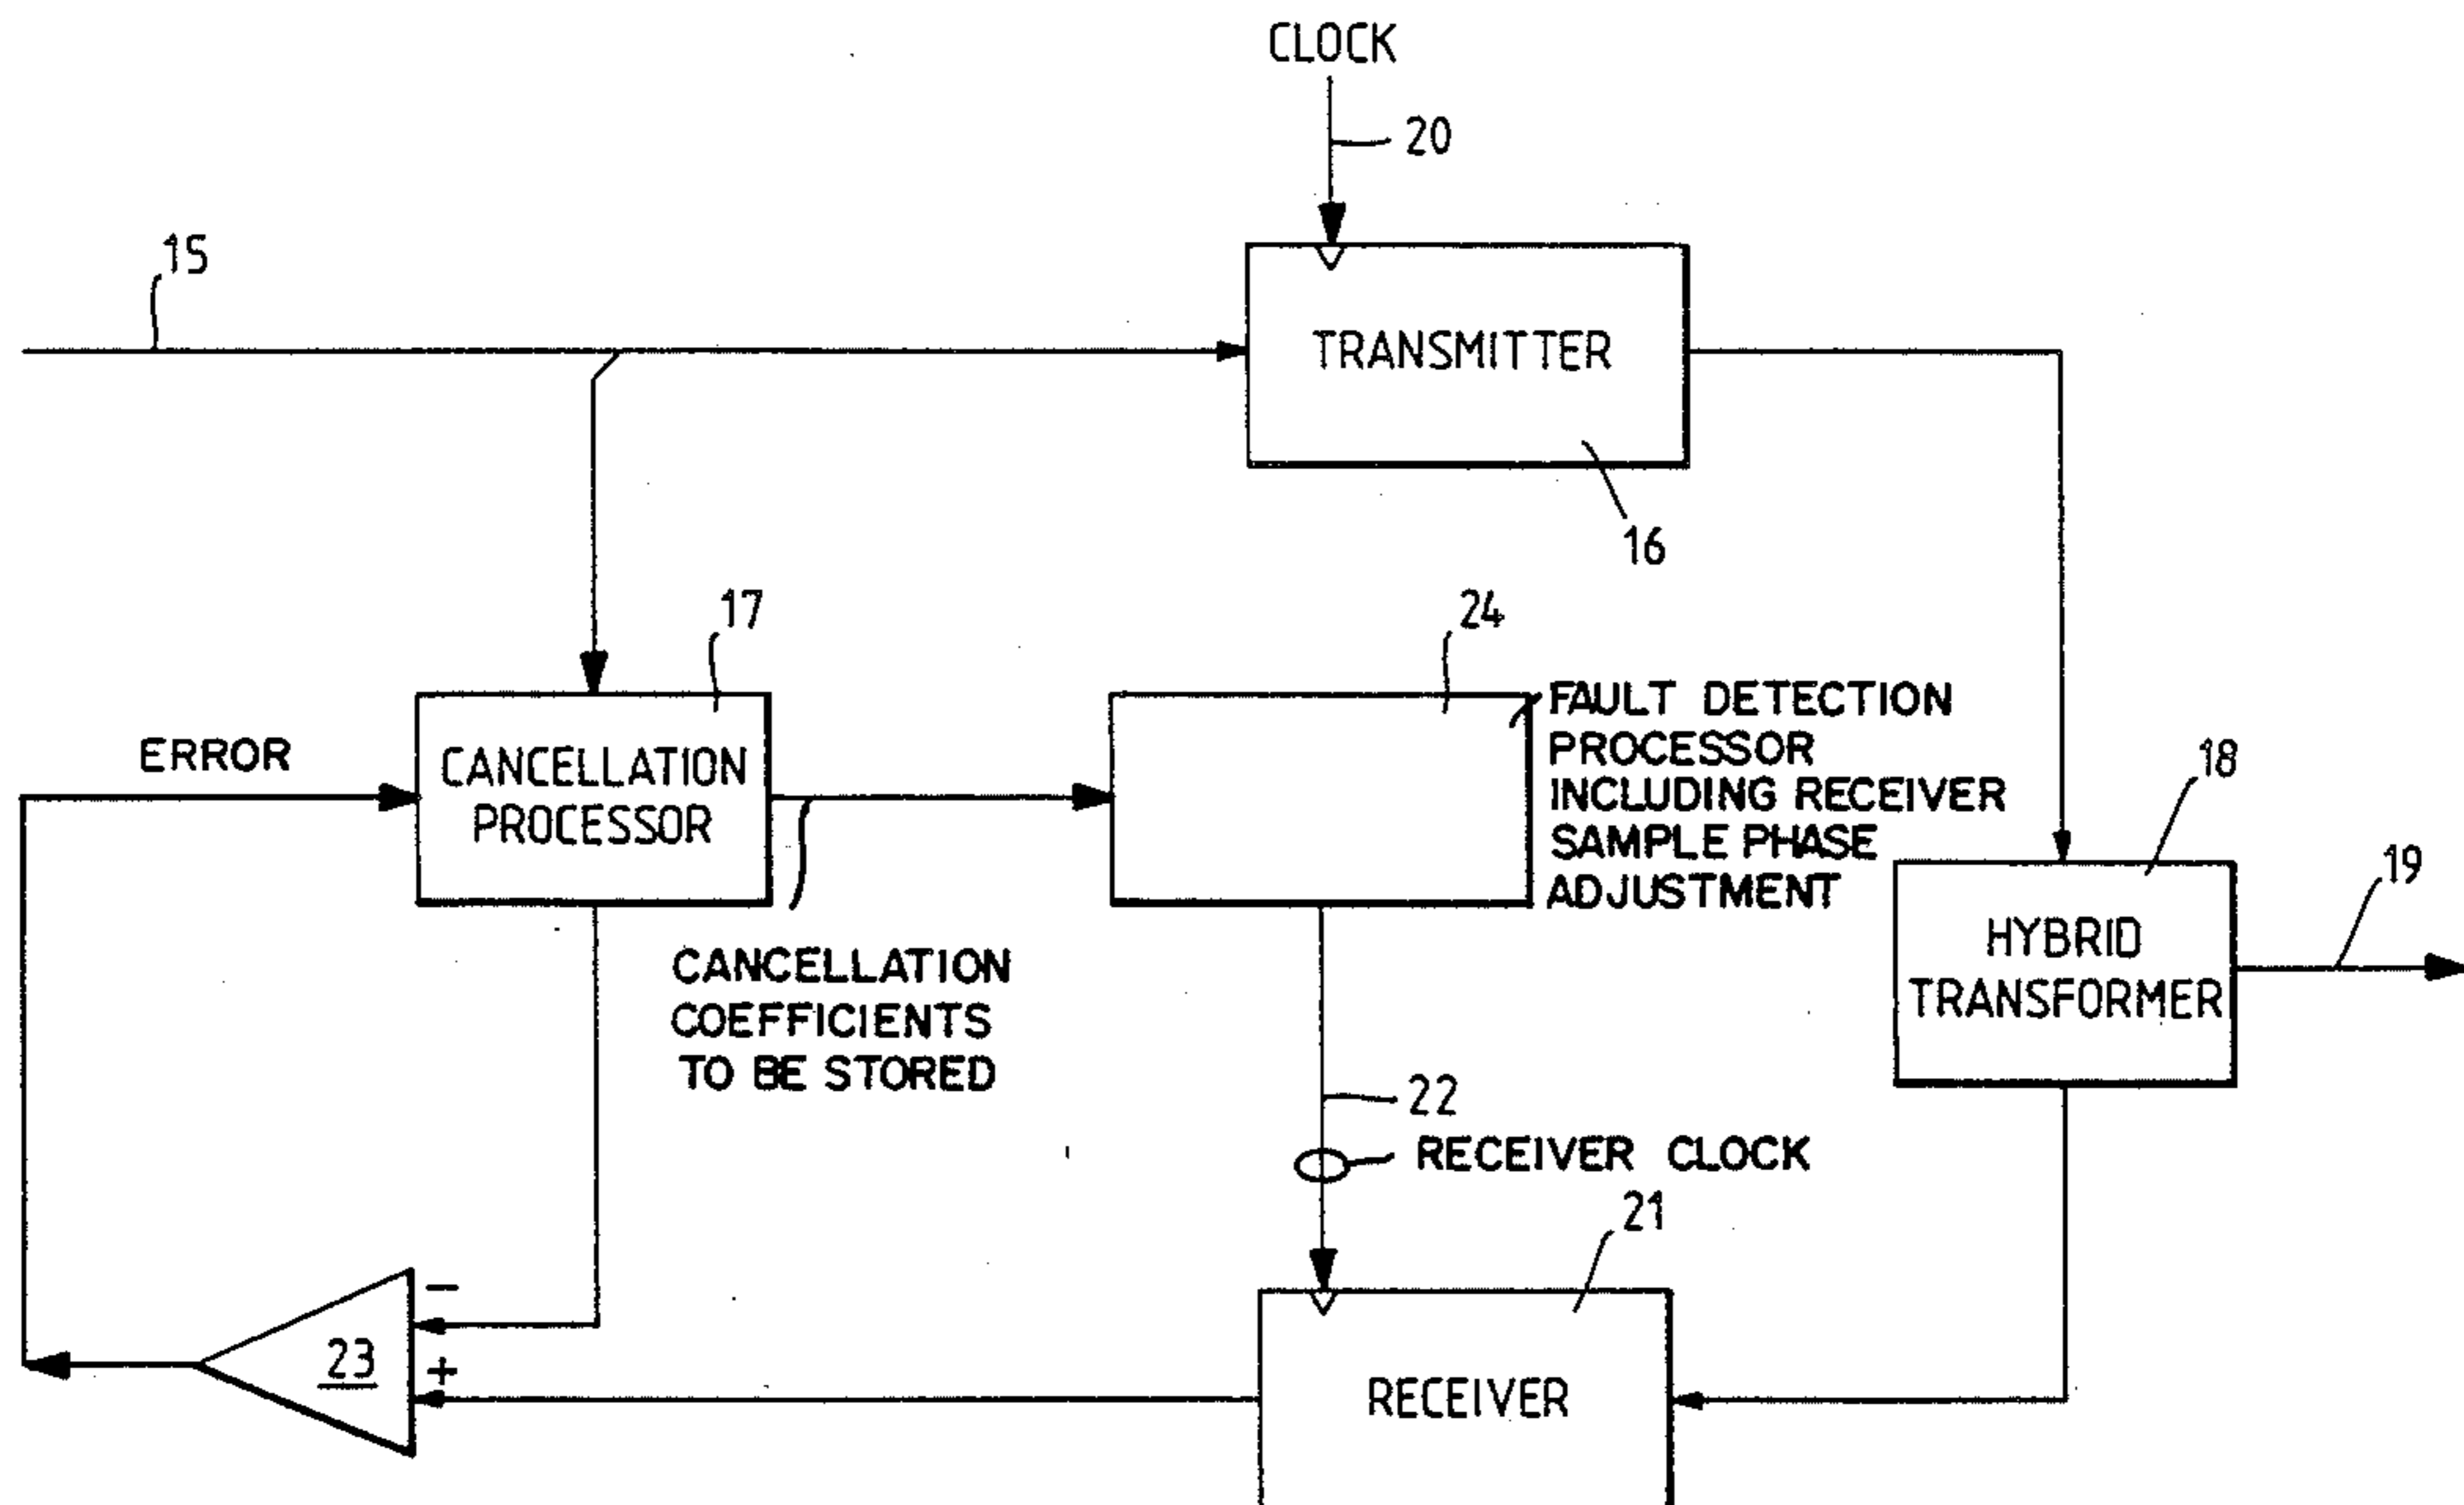 CLOCK
20
15
TRANSMITTER
16
17
24
FAULT DETECTION
PROCESSOR
INCLUDING RECEIVER
SAMPLE PHASE
ADJUSTMENT
ERROR
CANCELLATION
PROCESSOR
18
19
HYBRID
TRANSFORMER
CANCELLATION
COEFFICIENTS
TO BE STORED
22
RECEIVER CLOCK
21
−
23
+
RECEIVER